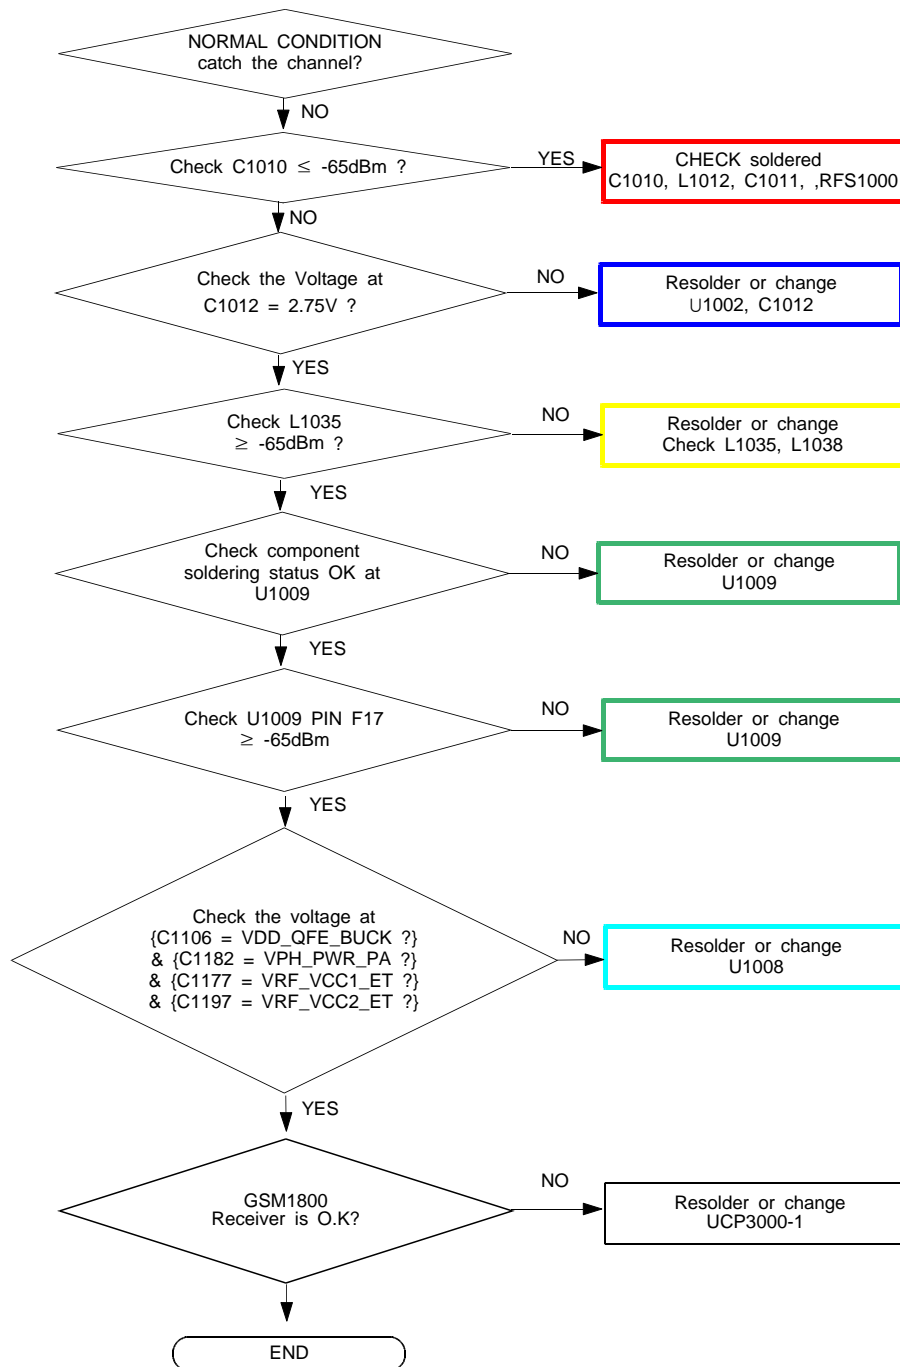 NORMAL CONDITION
catch the channel?
NO
Check C1010 ≤ -65dBm ?
YES
CHECK soldered
C1010, L1012, C1011, ,RFS1000
NO
Check the Voltage at
C1012 = 2.75V ?
NO
Resolder or change
U1002, C1012
YES
Check L1035
≥ -65dBm ?
NO
Resolder or change
Check L1035, L1038
YES
Check component
soldering status OK at
U1009
NO
Resolder or change
U1009
YES
Check U1009 PIN F17
≥ -65dBm
NO
Resolder or change
U1009
YES
Check the voltage at
{C1106 = VDD_QFE_BUCK ?}
& {C1182 = VPH_PWR_PA ?}
& {C1177 = VRF_VCC1_ET ?}
& {C1197 = VRF_VCC2_ET ?}
NO
Resolder or change
U1008
YES
GSM1800
Receiver is O.K?
NO
Resolder or change
UCP3000-1
END